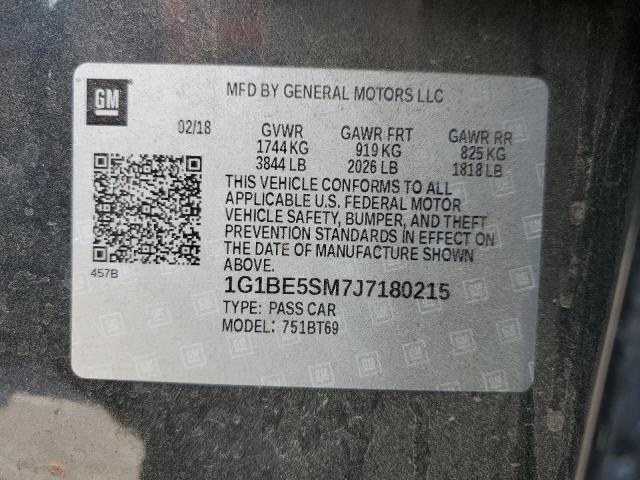 GM
MFD BY GENERAL MOTORS LLC
02/18 GVWR GAWR FRT GAWR RR
1744 KG 919 KG 825 KG
3844 LB 2026 LB 1818 LB
THIS VEHICLE CONFORMS TO ALL
APPLICABLE U.S. FEDERAL MOTOR
VEHICLE SAFETY, BUMPER, AND THEFT
PREVENTION STANDARDS IN EFFECT ON
THE DATE OF MANUFACTURE SHOWN
ABOVE.
457B
1G1BE5SM7J7180215
TYPE: PASS CAR
MODEL: 751BT69